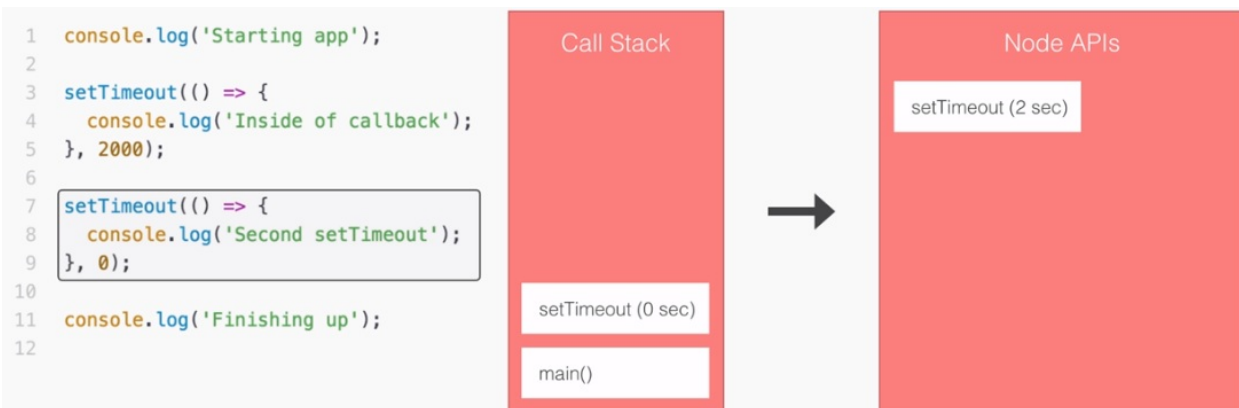 1 console.log('Starting app');
2
3 setTimeout(() => {
4   console.log('Inside of callback');
5 }, 2000);
6
7 setTimeout(() => {
8   console.log('Second setTimeout');
9 }, 0);
10
11 console.log('Finishing up');
12
Call Stack
setTimeout (0 sec)
main()
Node APIs
setTimeout (2 sec)